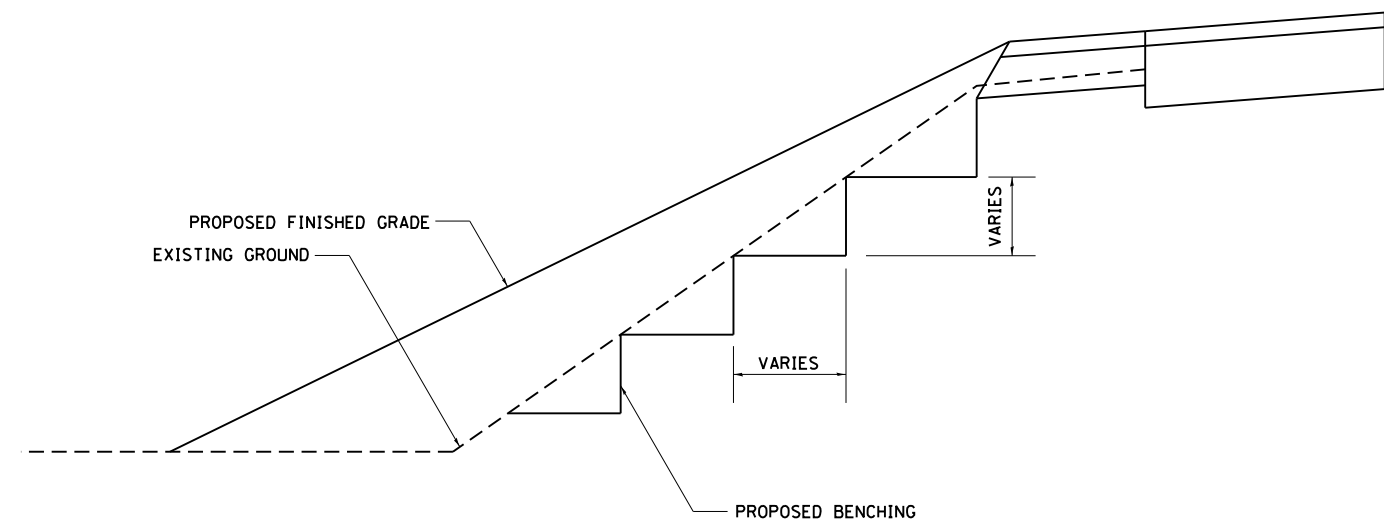 PROPOSED FINISHED GRADE
EXISTING GROUND
VARIES
VARIES
PROPOSED BENCHING